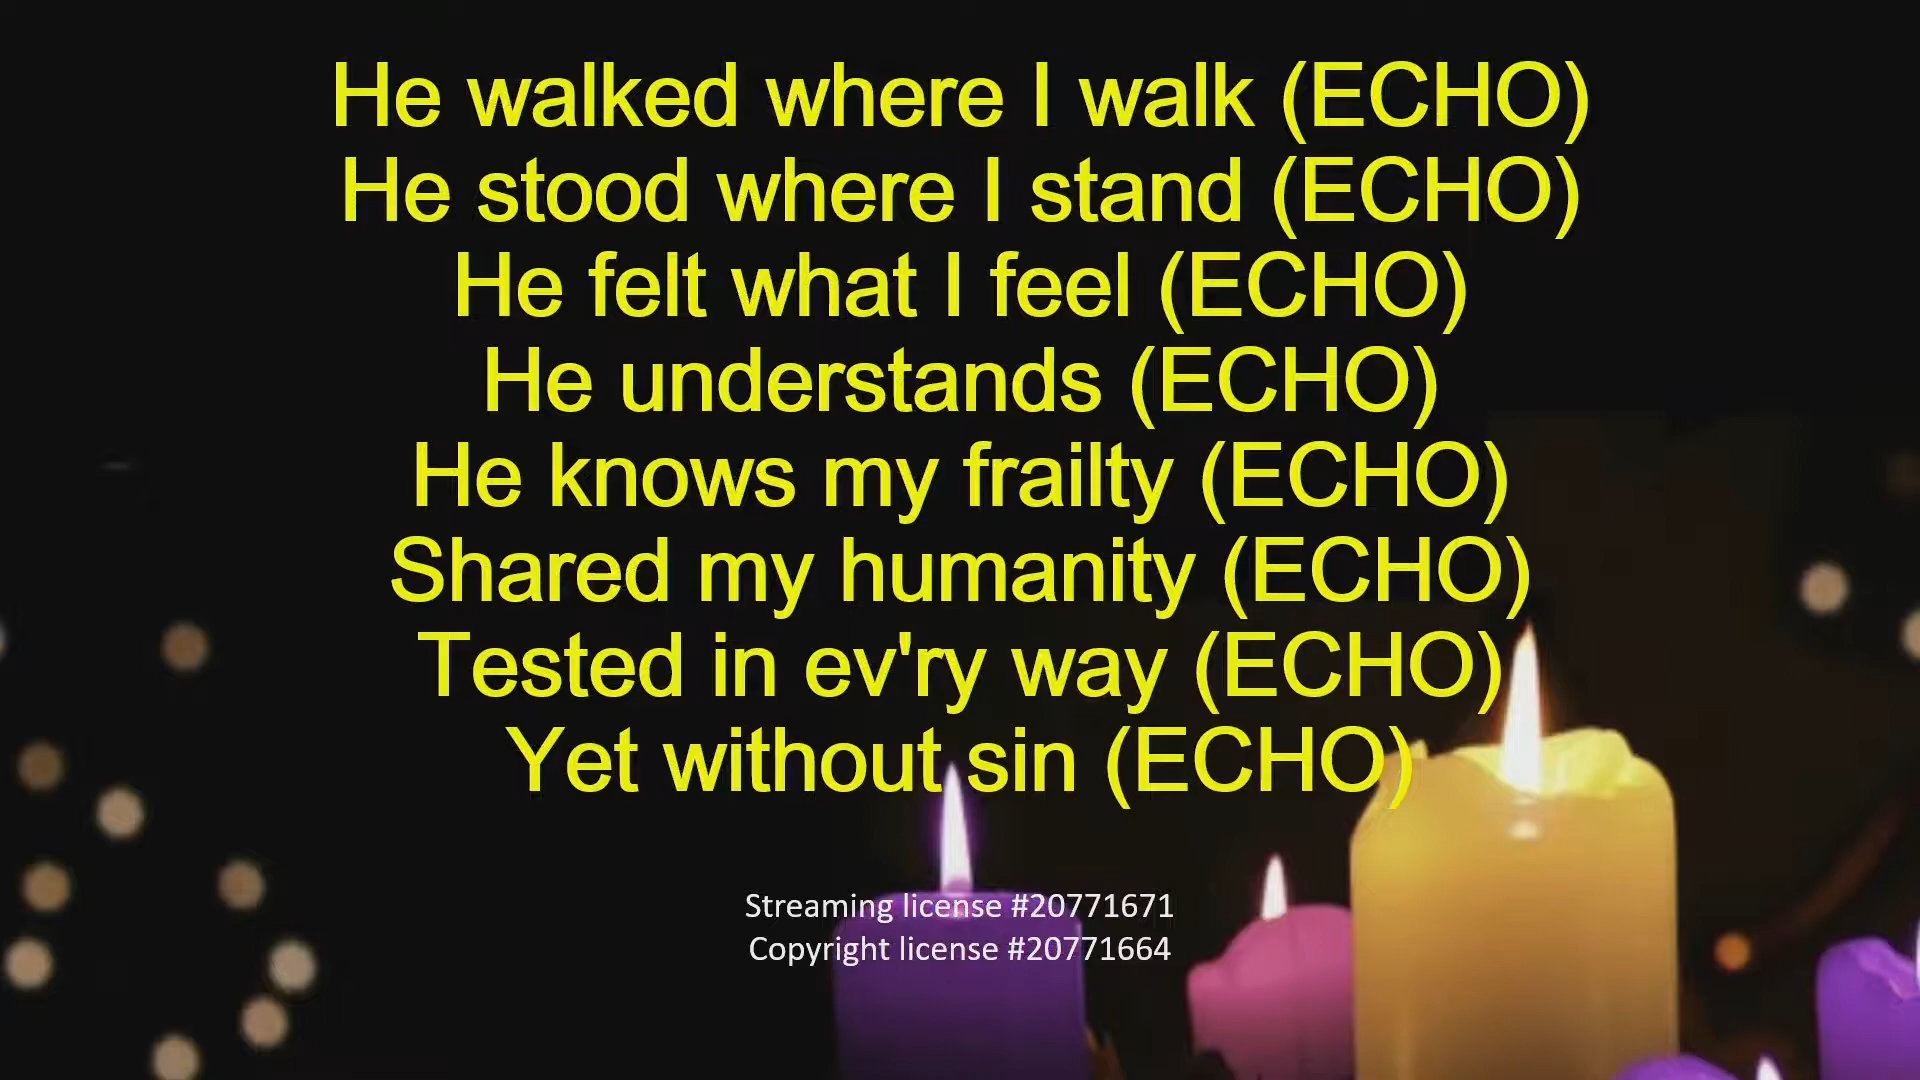 He walked where I walk (ECHO)
He stood where I stand (ECHO)
He felt what I feel (ECHO)
He understands (ECHO)
He knows my frailty (ECHO)
Shared my humanity (ECHO)
Tested in ev'ry way (ECHO)
Yet without sin (ECHO)
Streaming license #20771671
Copyright license #20771664